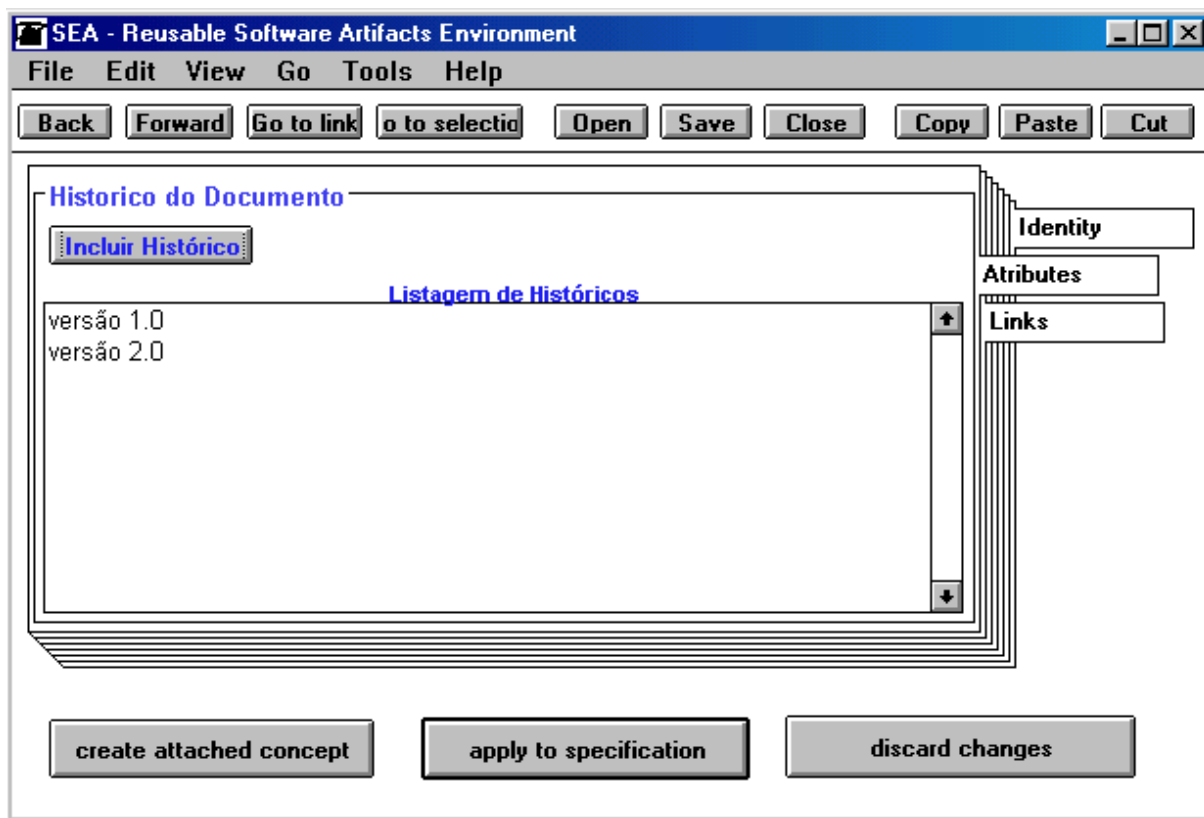 SEA - Reusable Software Artifacts Environment
File Edit View Go Tools Help
Back Forward Go to link o to selectio Open Save Close Copy Paste Cut
Historico do Documento
Incluir Histórico
Listagem de Históricos
versão 1.0
versão 2.0
Identity
Atributes
Links
create attached concept apply to specification discard changes